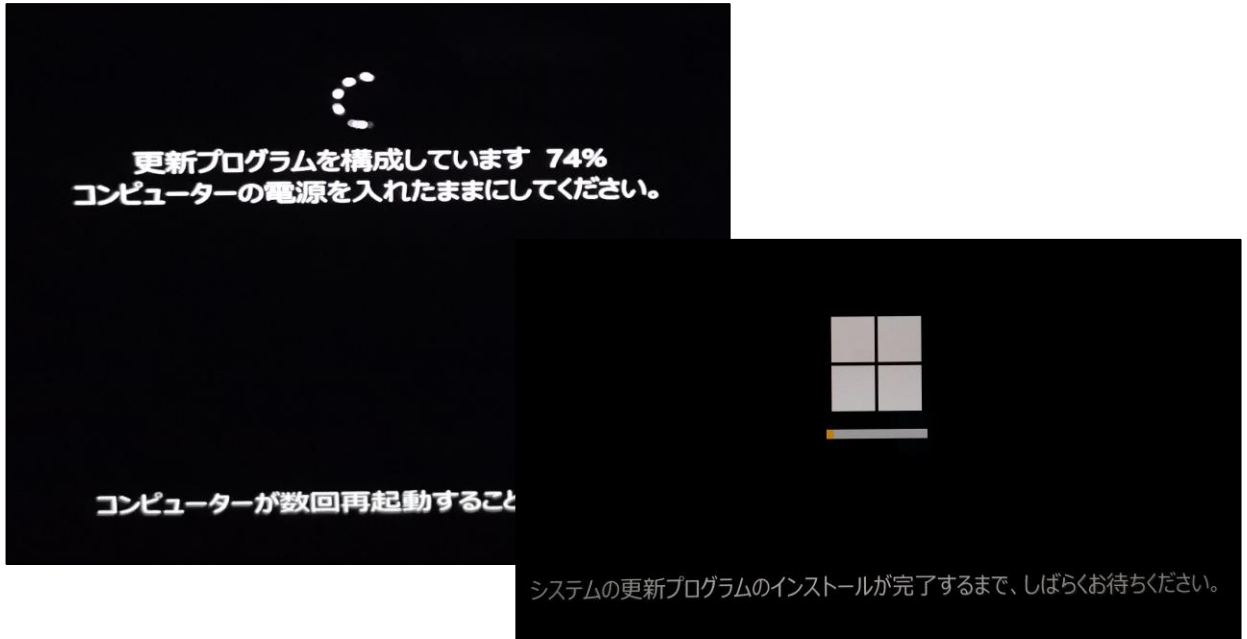 更新プログラムを構成しています 74%
コンピューターの電源を入れたままにしてください。
コンピューターが数回再起動すること
システムの更新プログラムのインストールが完了するまで、しばらくお待ちください。